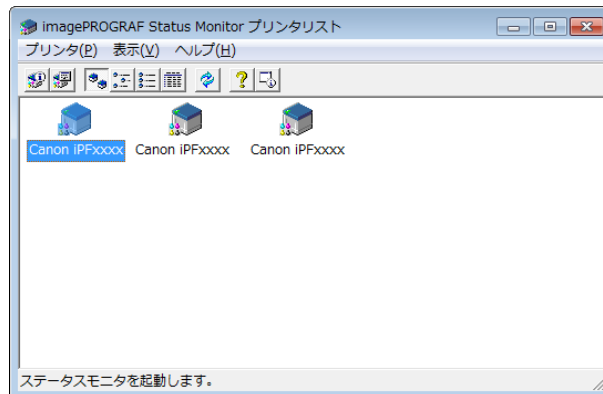 imagePROGRAF Status Monitor プリンタリスト
プリンタ(P) 表示(V) ヘルプ(H)
Canon iPFxxxx Canon iPFxxxx Canon iPFxxxx
ステータスモニタを起動します。